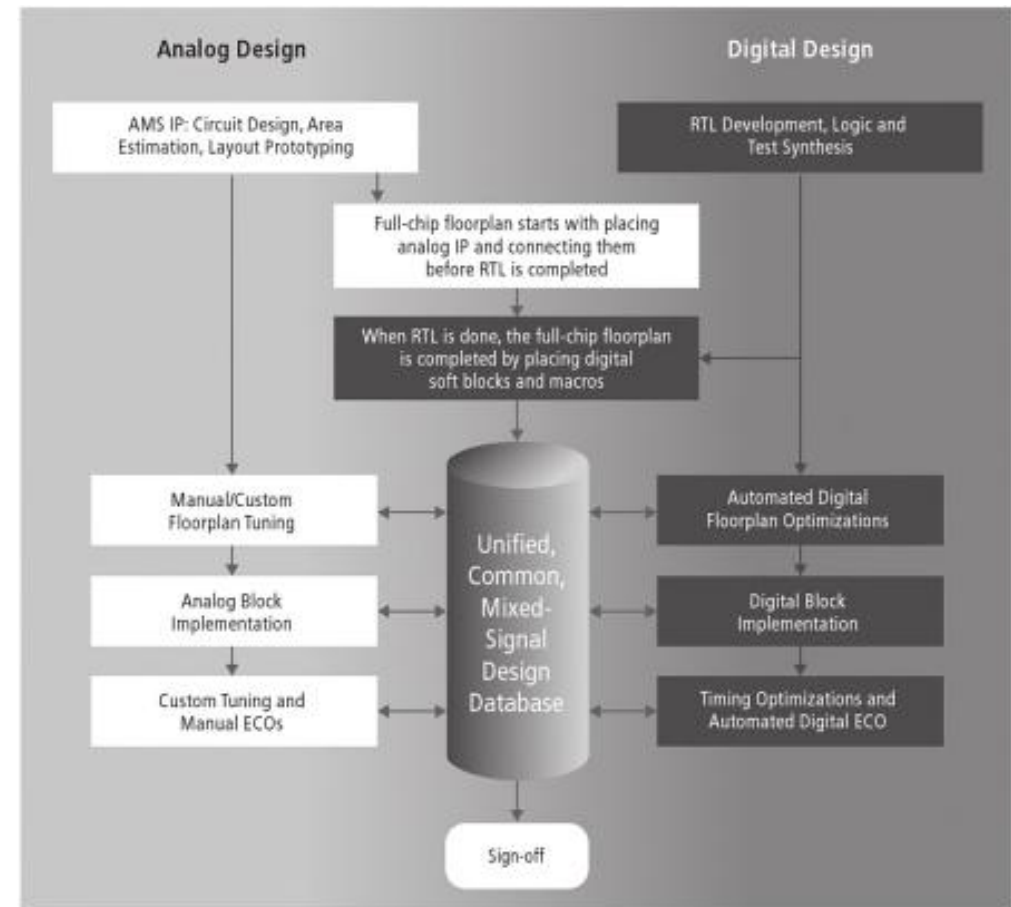 Analog Design
Digital Design
AMS IP: Circuit Design, Area
Estimation, Layout Prototyping
RTL Development, Logic and
Test Synthesis
Full-chip floorplan starts with placing
analog IP and connecting them
before RTL is completed
When RTL is done, the full-chip floorplan
is completed by placing digital
soft blocks and macros
Manual/Custom
Floorplan Tuning
Unified,
Common,
Mixed-
Signal
Design
Database
Automated Digital
Floorplan Optimizations
Analog Block
Implementation
Digital Block
Implementation
Custom Tuning and
Manual ECOs
Timing Optimizations and
Automated Digital ECO
Sign-off